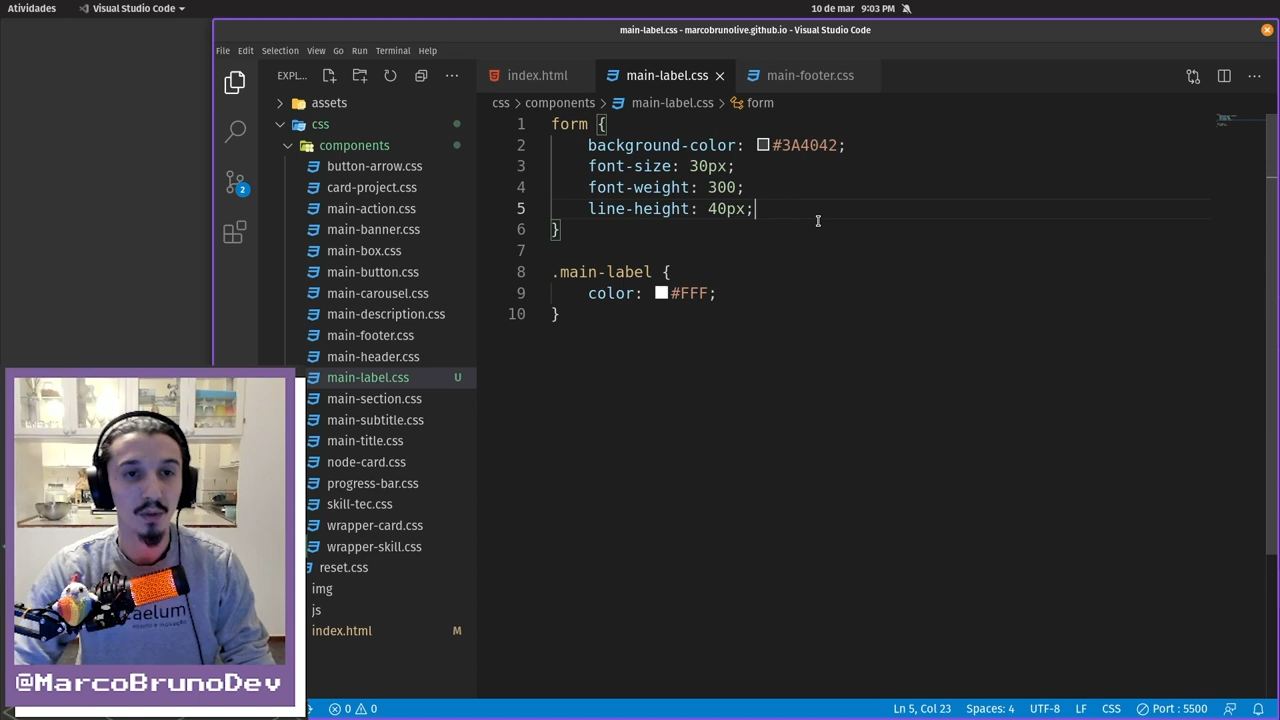 Atividades
Visual Studio Code
10 de mar 9:03 PM
main-label.css - marcobrunolive.github.io - Visual Studio Code
File Edit Selection View Go Run Terminal Help
EXPL... ...
index.html
main-label.css
main-footer.css
...
css > components > main-label.css > form
assets
css
components
button-arrow.css
card-project.css
main-action.css
main-banner.css
main-box.css
main-button.css
main-carousel.css
main-description.css
main-footer.css
main-header.css
main-label.css U
main-section.css
main-subtitle.css
main-title.css
node-card.css
progress-bar.css
skill-tec.css
wrapper-card.css
wrapper-skill.css
reset.css
img
js
index.html M
2
1 form {
2 background-color: #3A4042;
3 font-size: 30px;
4 font-weight: 300;
5 line-height: 40px;
6 }
7
8 .main-label {
9 color: #FFF;
10 }
caelum
@MarcoBrunoDev
0 0
Ln 5, Col 23 Spaces: 4 UTF-8 LF CSS Port : 5500